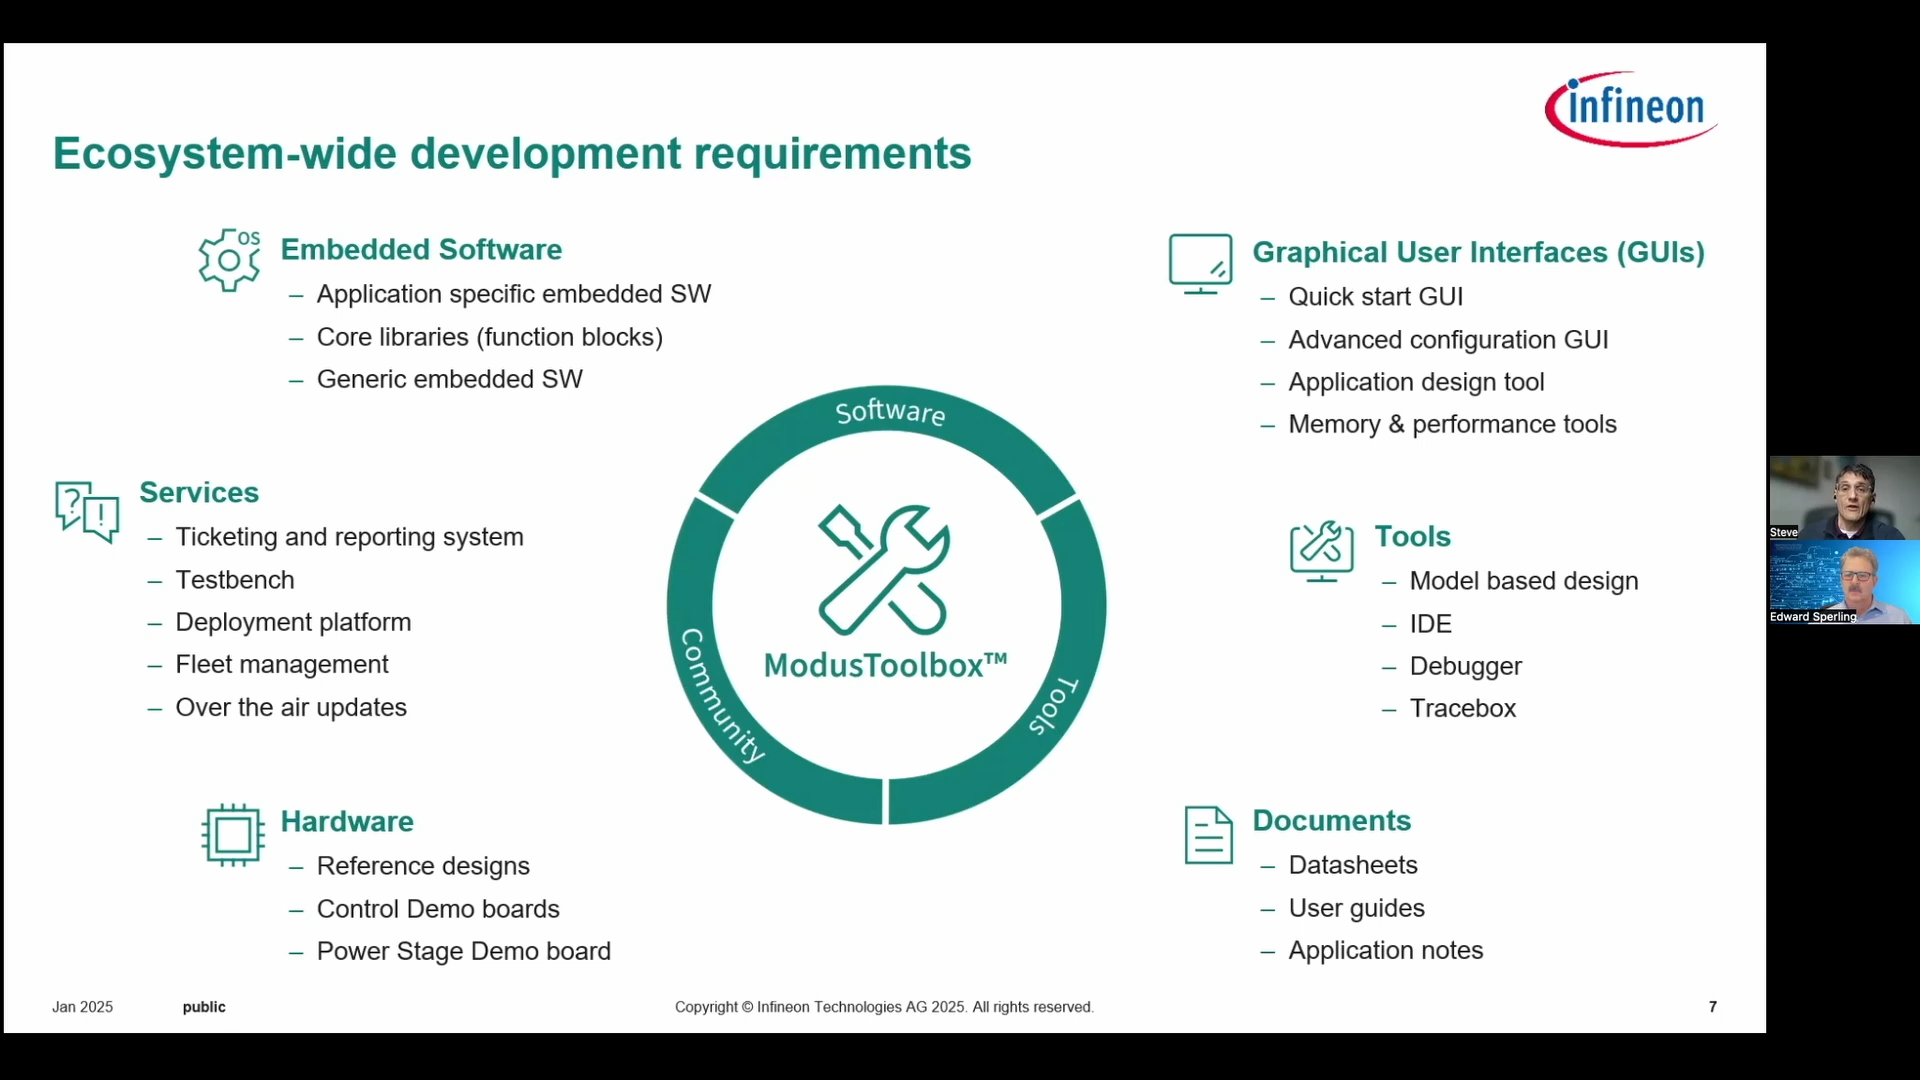 infineon
Ecosystem-wide development requirements
OS
Embedded Software
– Application specific embedded SW
– Core libraries (function blocks)
– Generic embedded SW
Graphical User Interfaces (GUIs)
– Quick start GUI
– Advanced configuration GUI
– Application design tool
– Memory & performance tools
Services
– Ticketing and reporting system
– Testbench
– Deployment platform
– Fleet management
– Over the air updates
Software
Community
Tools
ModusToolbox™
Tools
– Model based design
– IDE
– Debugger
– Tracebox
Hardware
– Reference designs
– Control Demo boards
– Power Stage Demo board
Documents
– Datasheets
– User guides
– Application notes
Steve
Edward Sperling
Jan 2025
public
Copyright © Infineon Technologies AG 2025. All rights reserved.
7